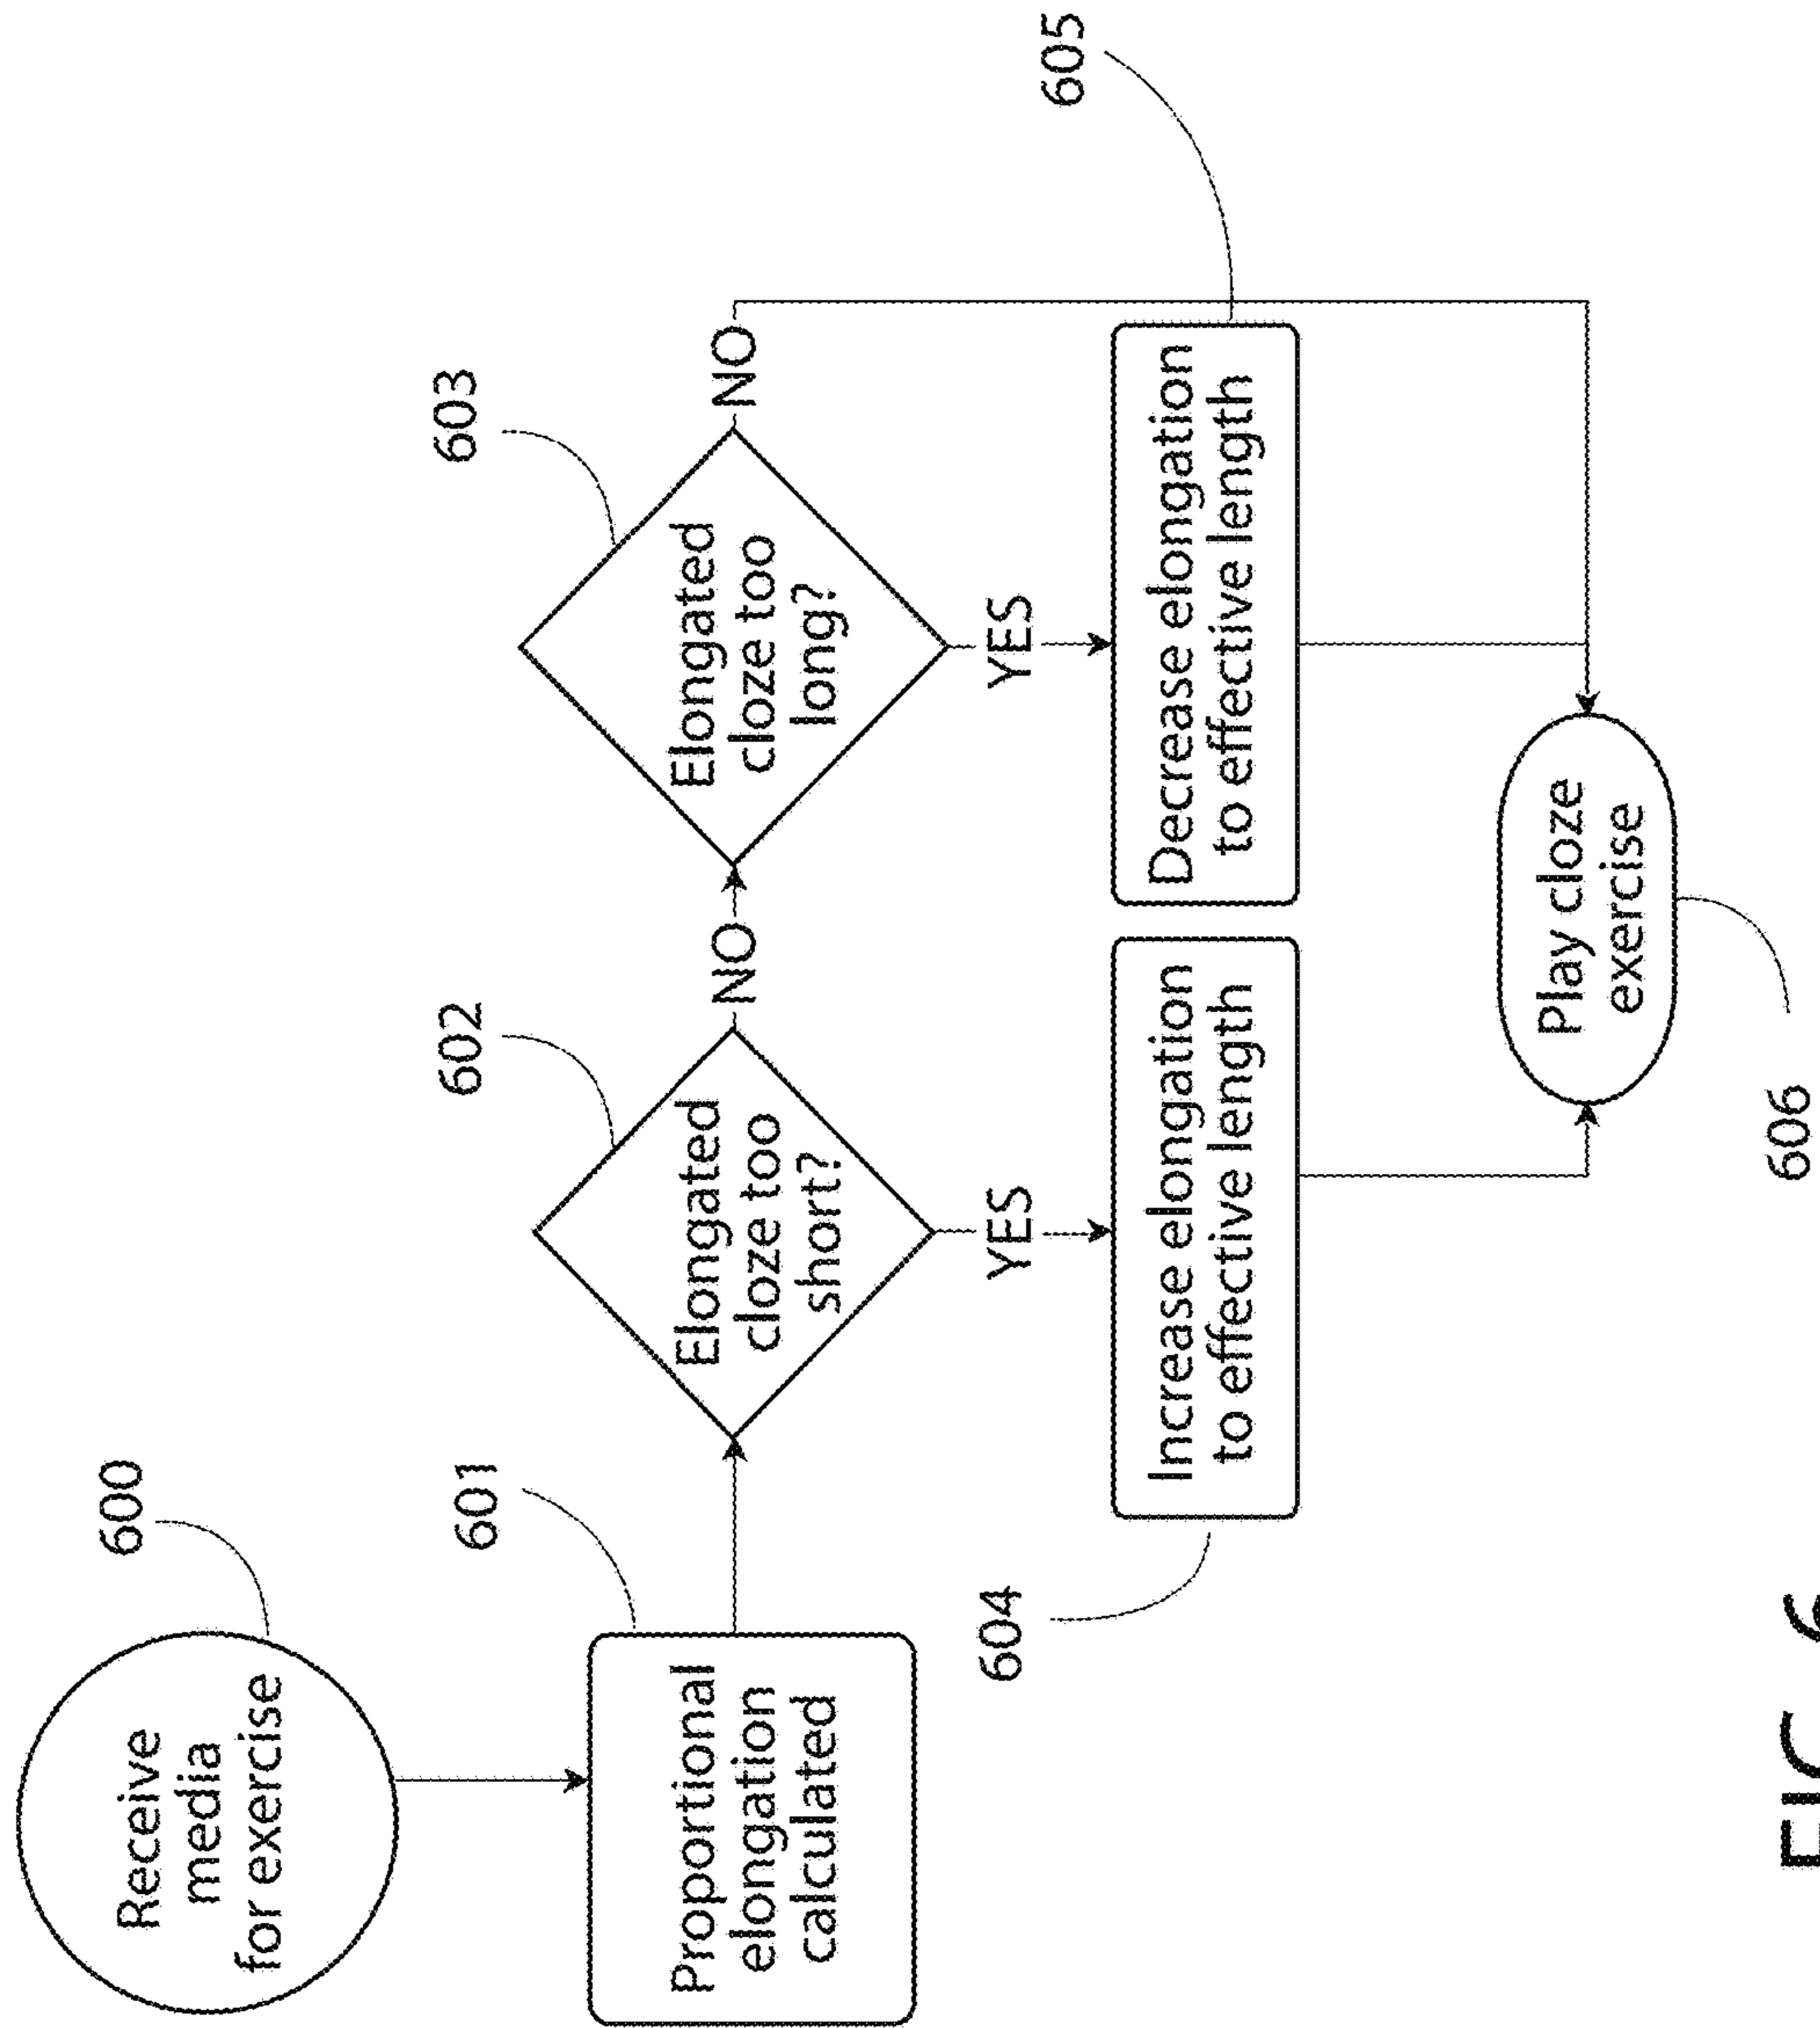 600
Receive
media
for exercise
601
Proportional
elongation
calculated
602
Elongated
cloze too
short?
NO
603
Elongated
cloze too
long?
NO
YES
YES
604
Increase elongation
to effective length
605
Decrease elongation
to effective length
Play cloze
exercise
606
FIG. 6